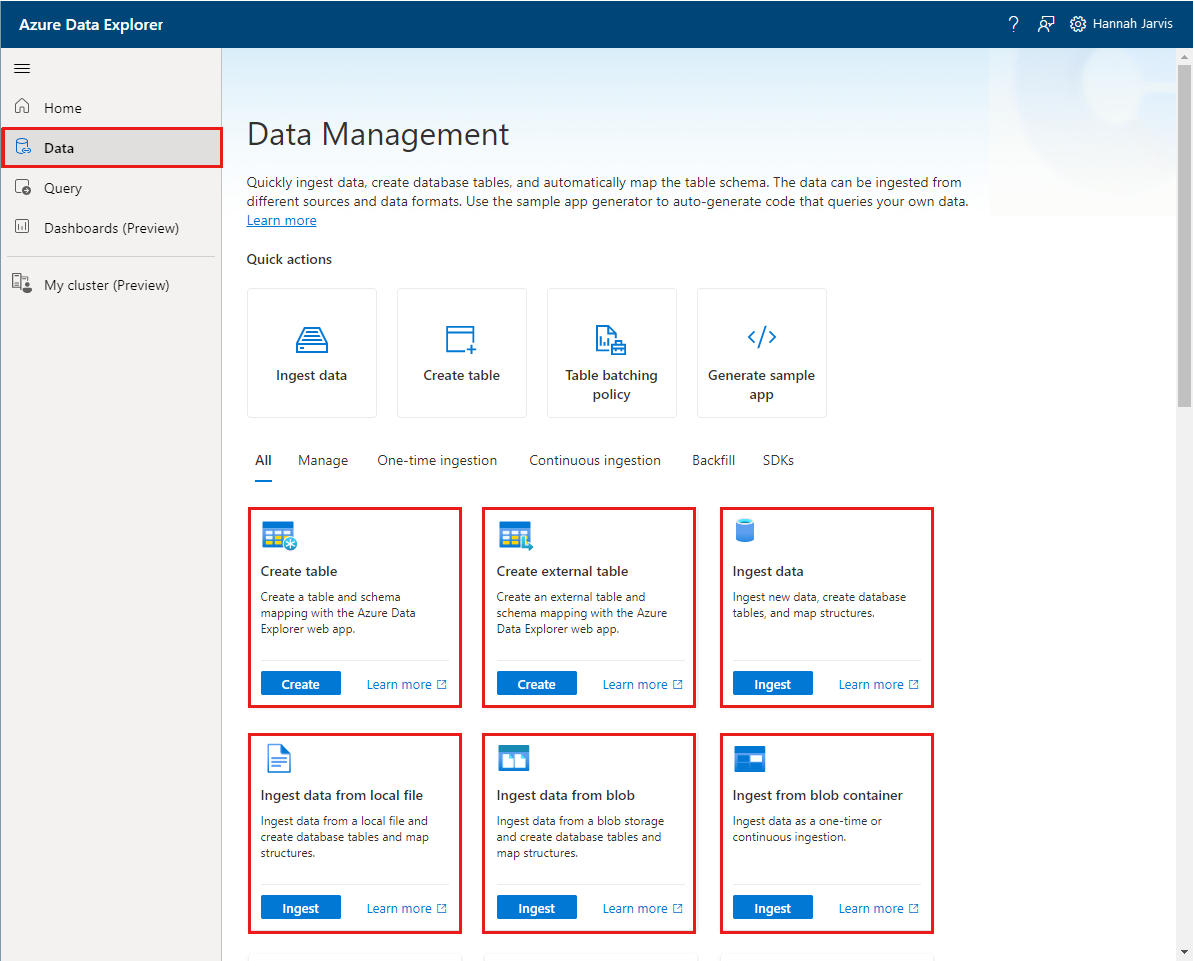 Azure Data Explorer
? Hannah Jarvis
Home
Data
Query
Dashboards (Preview)
My cluster (Preview)
Data Management
Quickly ingest data, create database tables, and automatically map the table schema. The data can be ingested from
different sources and data formats. Use the sample app generator to auto-generate code that queries your own data.
Learn more
Quick actions
Ingest data
Create table
Table batching
policy
</>
Generate sample
app
All Manage One-time ingestion Continuous ingestion Backfill SDKs
Create table
Create a table and schema
mapping with the Azure Data
Explorer web app.
Create Learn more
Create external table
Create an external table and
schema mapping with the Azure
Data Explorer web app.
Create Learn more
Ingest data
Ingest new data, create database
tables, and map structures.
Ingest Learn more
Ingest data from local file
Ingest data from a local file and
create database tables and map
structures.
Ingest Learn more
Ingest data from blob
Ingest data from a blob storage
and create database tables and
map structures.
Ingest Learn more
Ingest from blob container
Ingest data as a one-time or
continuous ingestion.
Ingest Learn more